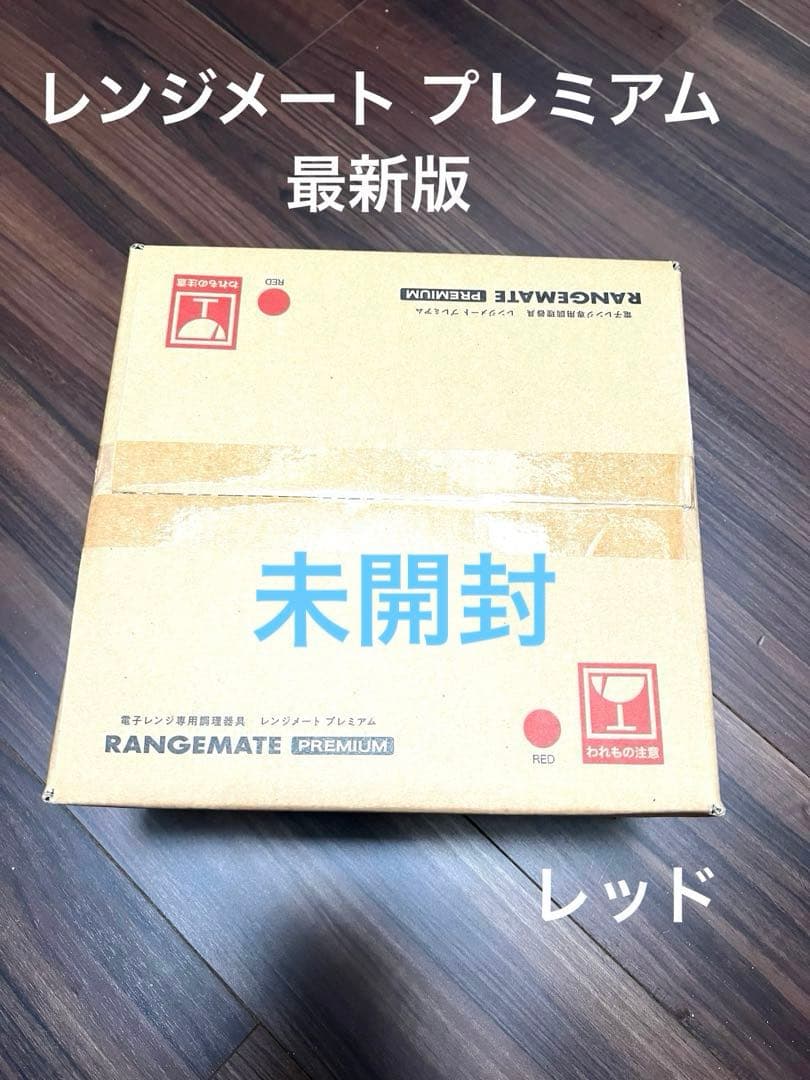 レンジメート プレミアム
最新版
われもの注意
RED
RANGEMATE PREMIUM
電子レンジ専用調理器具 レンジメート プレミアム
未開封
電子レンジ専用調理器具 レンジメート プレミアム
RANGEMATE PREMIUM
RED
われもの注意
レッド